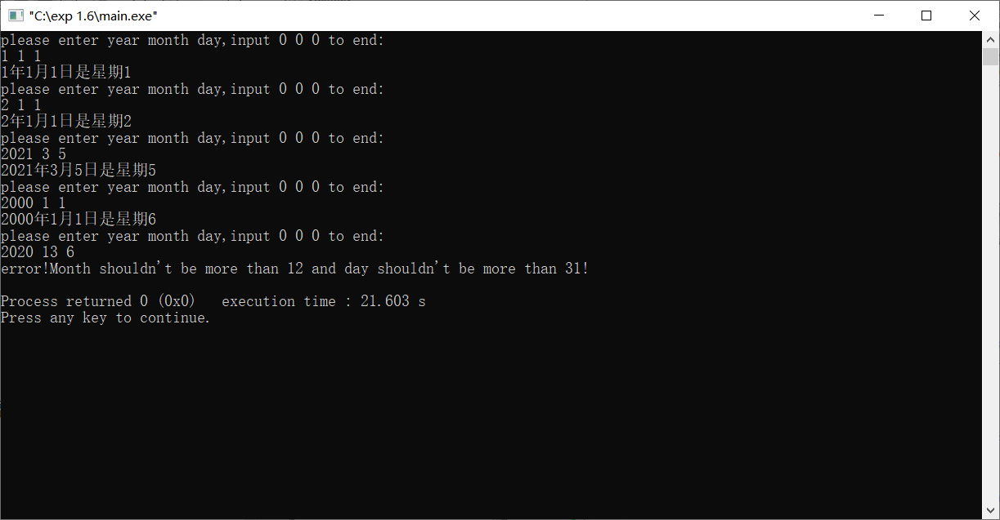 "C:\exp 1.6\main.exe"
please enter year month day,input 0 0 0 to end:
1 1 1
1年1月1日是星期1
please enter year month day,input 0 0 0 to end:
2 1 1
2年1月1日是星期2
please enter year month day,input 0 0 0 to end:
2021 3 5
2021年3月5日是星期5
please enter year month day,input 0 0 0 to end:
2000 1 1
2000年1月1日是星期6
please enter year month day,input 0 0 0 to end:
2020 13 6
error!Month shouldn't be more than 12 and day shouldn't be more than 31!
Process returned 0 (0x0)   execution time : 21.603 s
Press any key to continue.